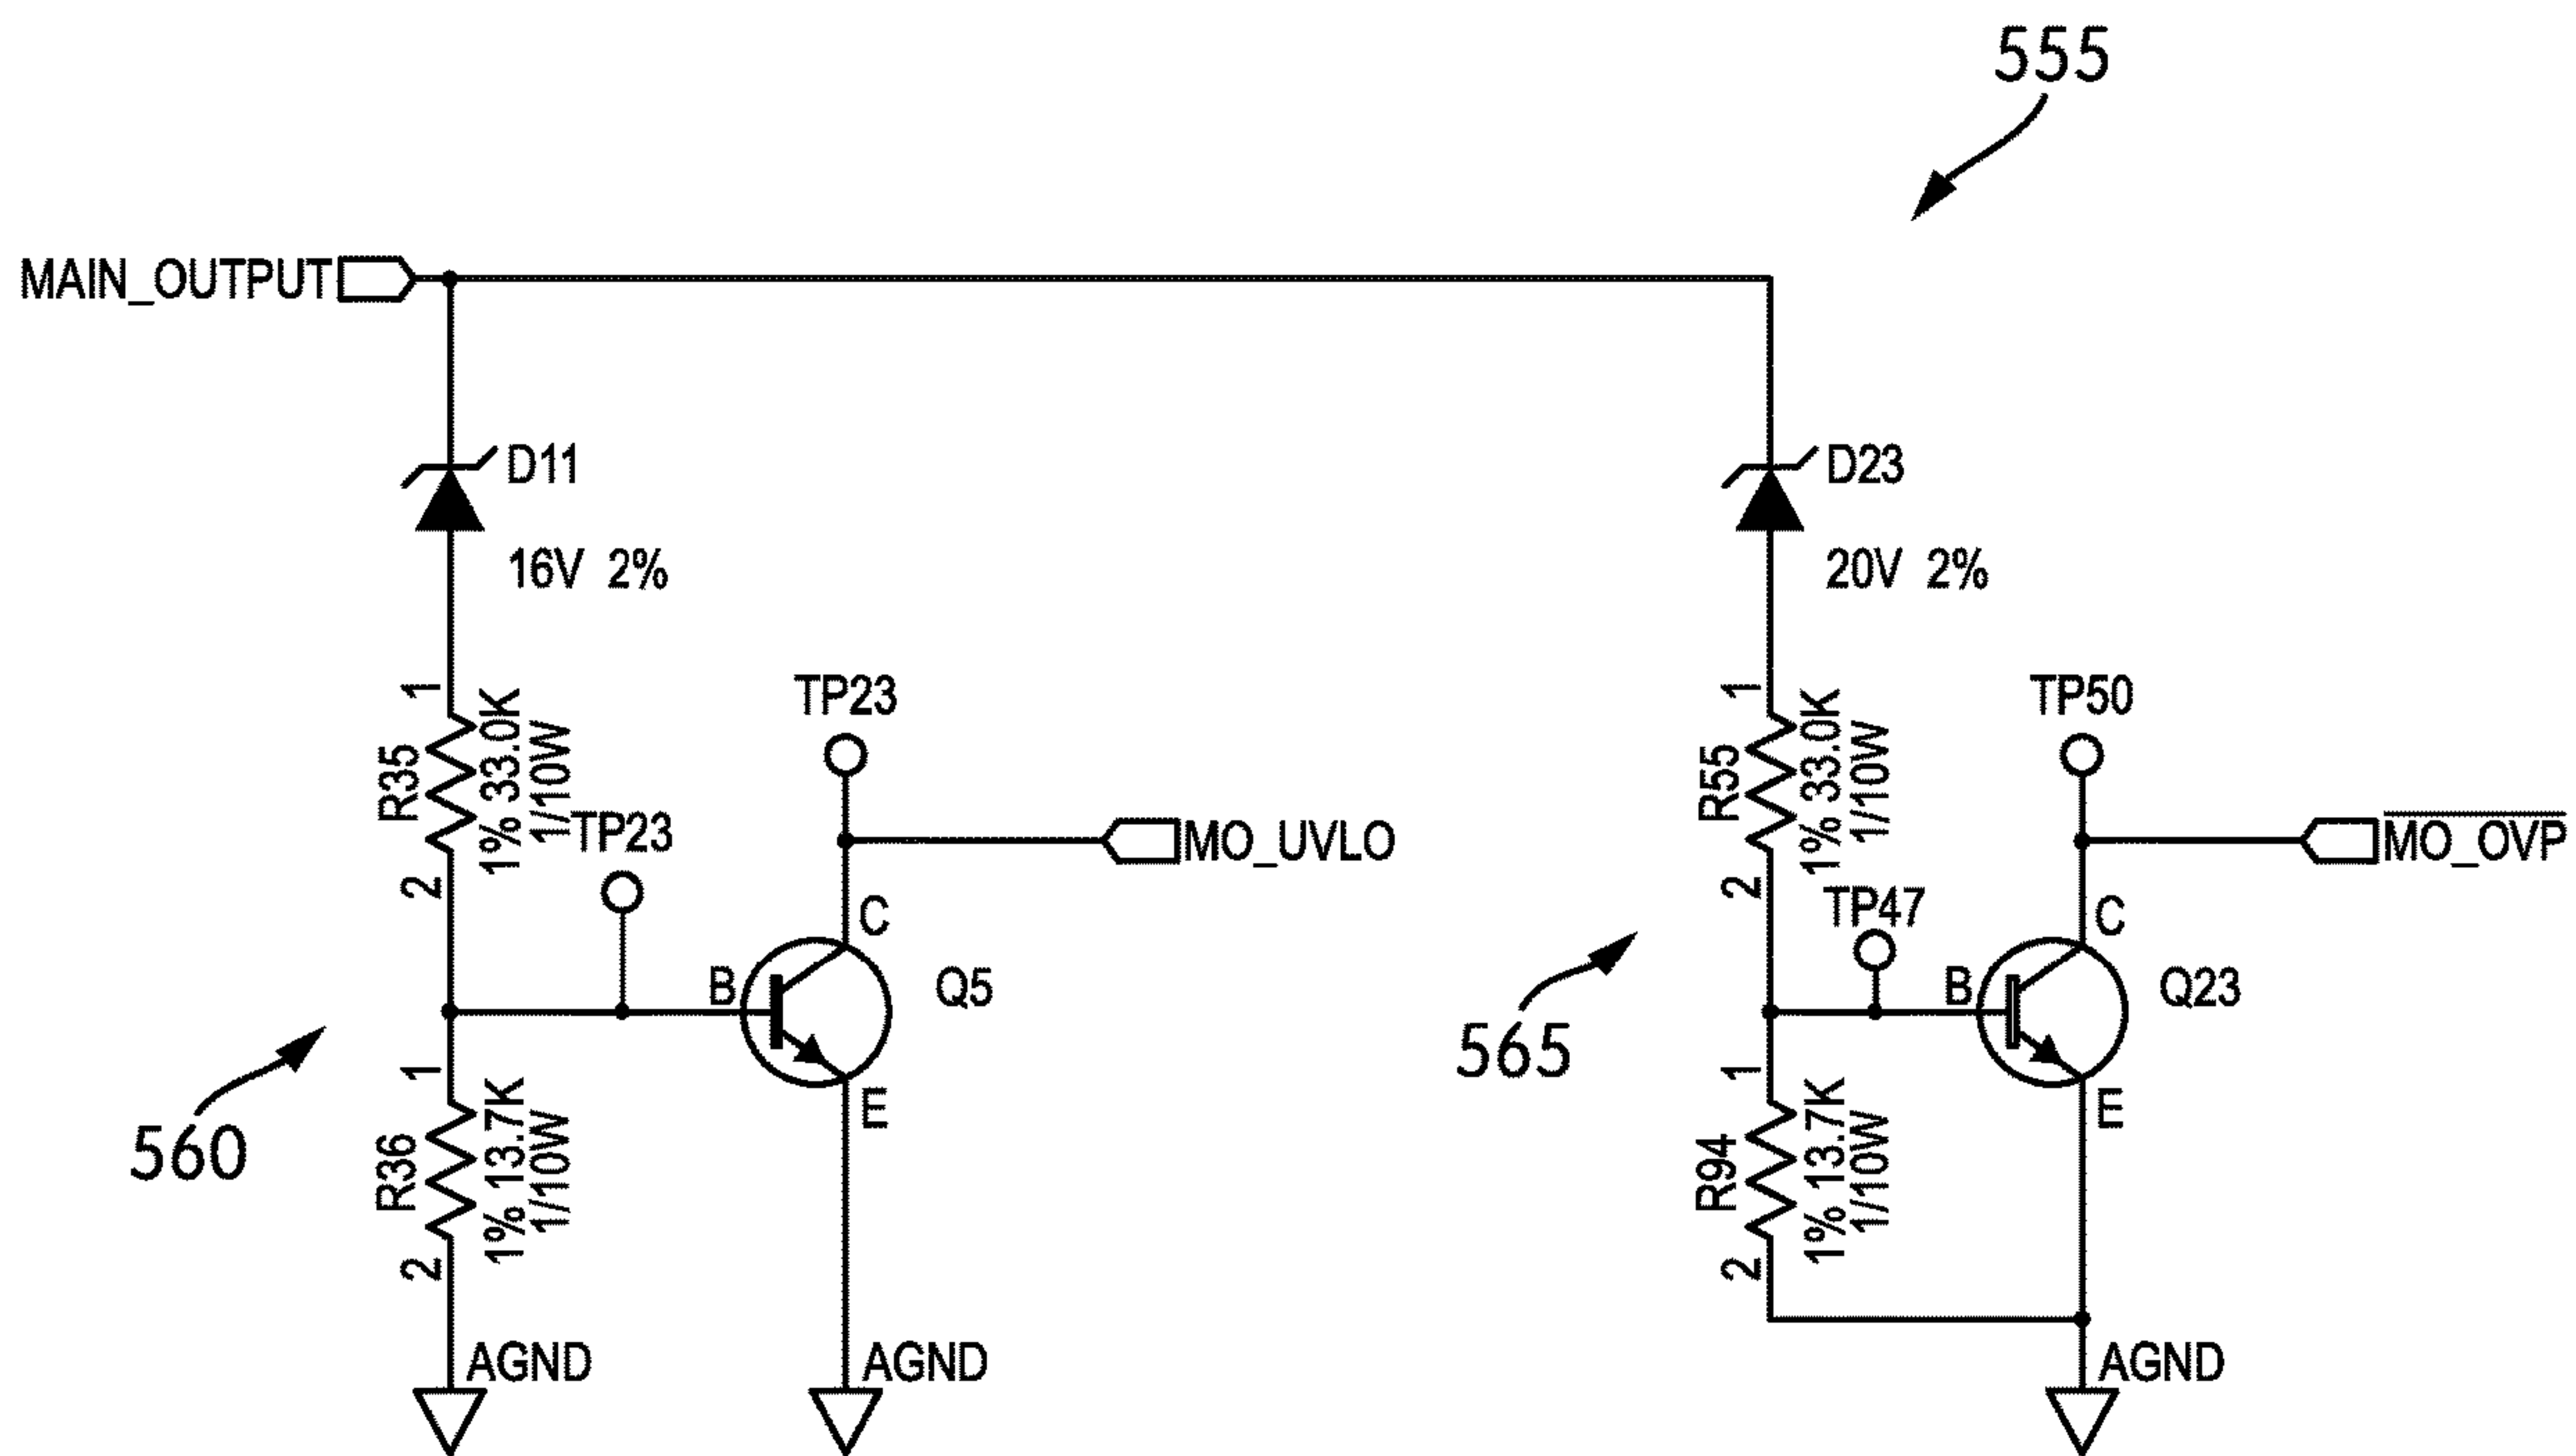 555
MAIN_OUTPUT
D11
16V 2%
D23
20V 2%
1
R35
1% 33.0K
1/10W
2
TP23
TP23
MO_UVLO
B
C
E
Q5
560
1
R36
1% 13.7K
1/10W
2
AGND
AGND
1
R55
1% 33.0K
1/10W
2
TP47
TP50
MO_OVP
B
C
E
Q23
565
1
R94
1% 13.7K
1/10W
2
AGND